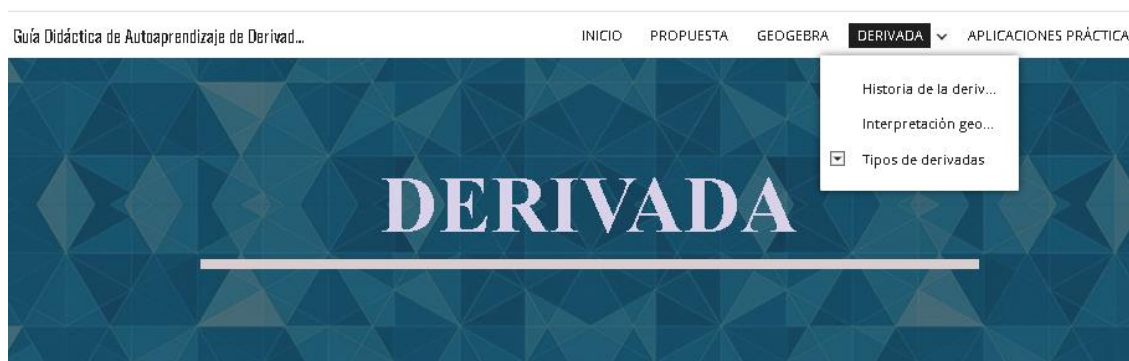 Guía Didáctica de Autoaprendizaje de Derivad...
INICIO PROPUESTA GEOGEBRA DERIVADA APLICACIONES PRÁCTICA
Historia de la deriv...
Interpretación geo...
Tipos de derivadas
DERIVADA